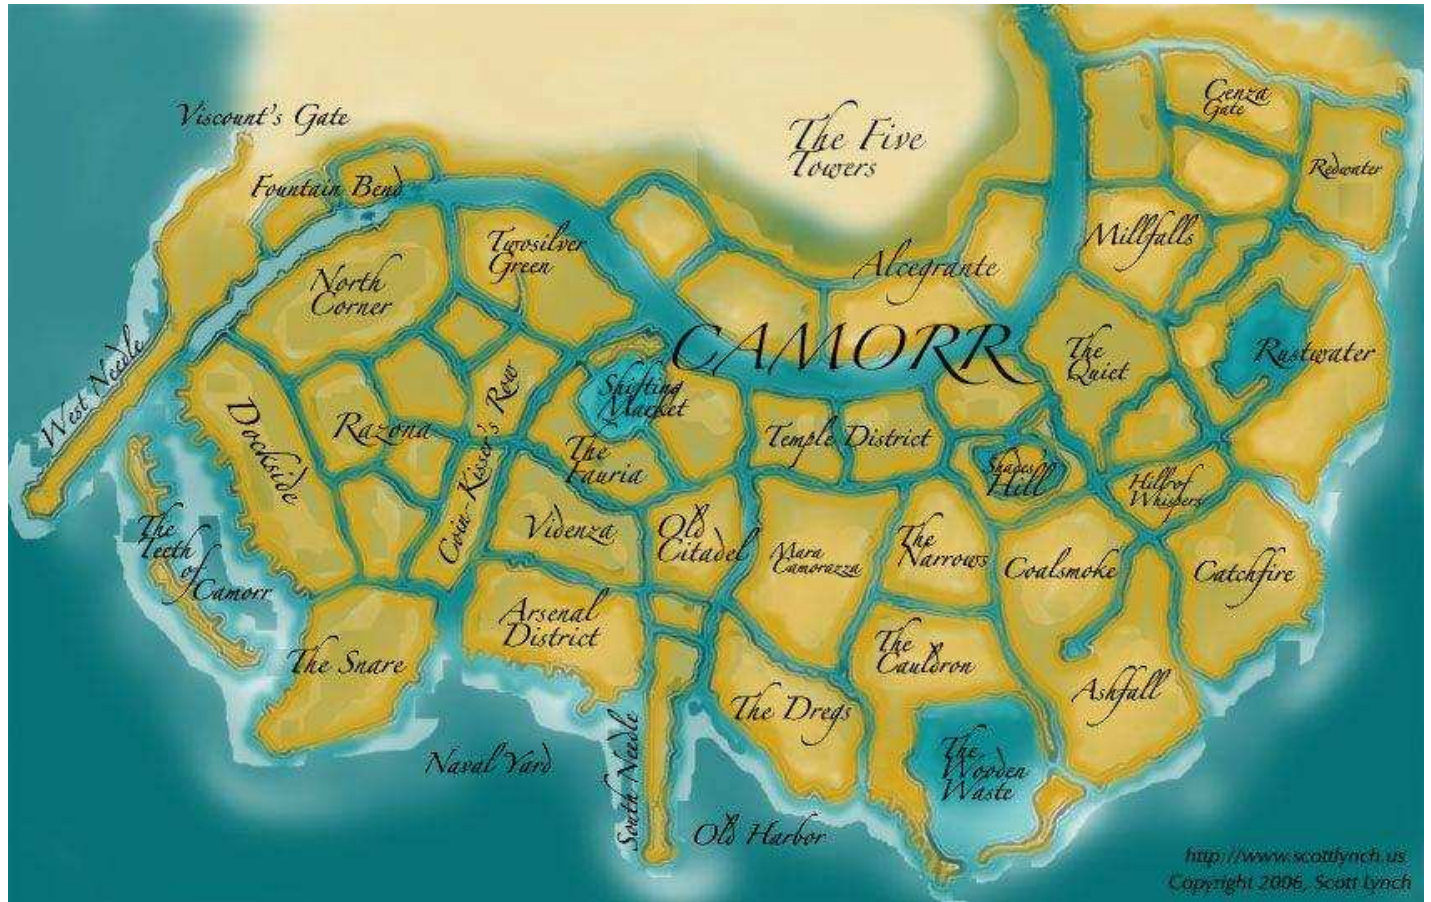 Viscount's Gate
Cenza
Gate
The Five
Towers
Redwater
Fountain Bend
Twosilver
Green
Millfalls
North
Corner
Alcegrante
CAMORR
The
Quiet
Rustwater
West Needle
Shifting
Market
Dockside
Razona
Coin-Kisser's Row
The
Fauria
Temple District
Shades'
Hill
Hill of
Whispers
The
Teeth
of
Camorr
Videnza
Old
Citadel
Mara
Camorazza
The
Narrows
Coalsmoke
Catchfire
Arsenal
District
The Snare
The
Cauldron
Ashfall
The Dregs
Naval Yard
South Needle
The
Wooden
Waste
Old Harbor
http://www.scottlynch.us
Copyright 2006, Scott Lynch